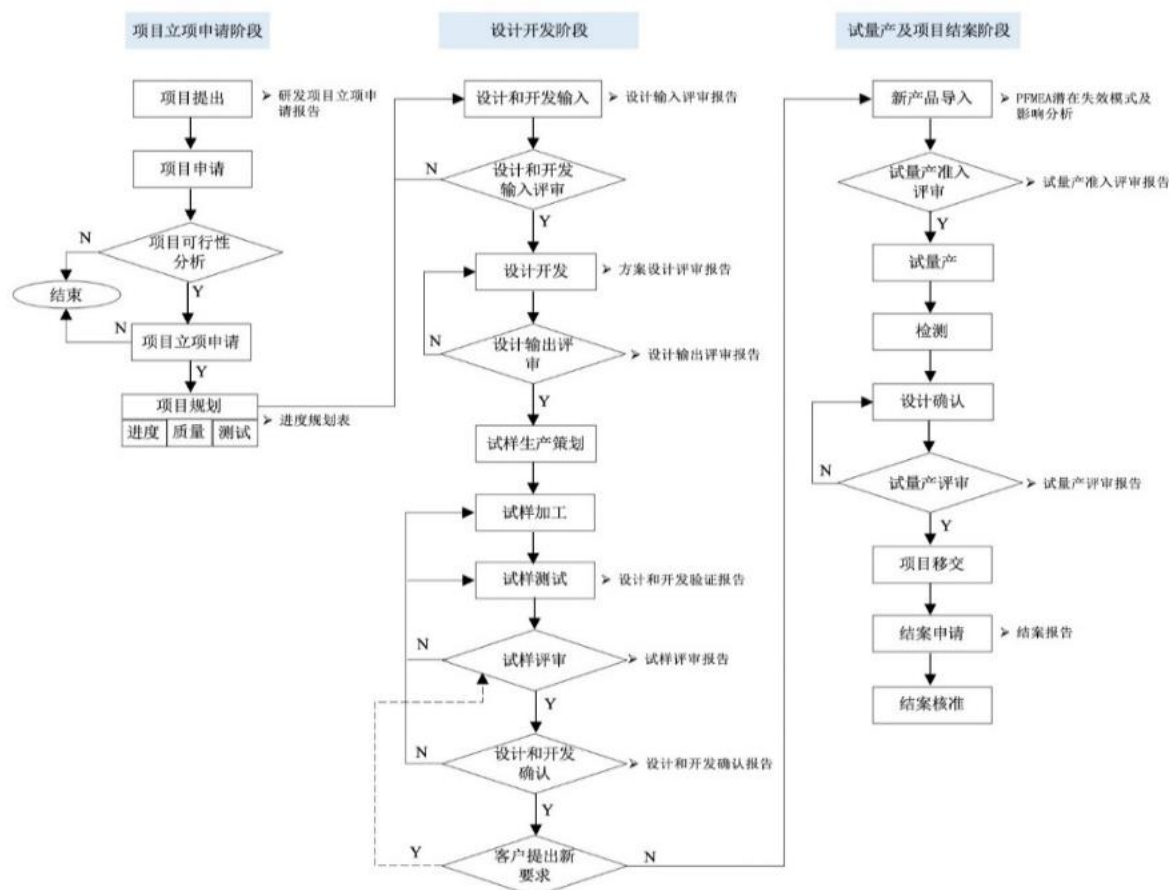 项目立项申请阶段
项目提出
➢ 研发项目立项申
请报告
项目申请
N
项目可行性
分析
结束
Y
N
项目立项申请
Y
项目规划
进度 质量 测试
➢ 进度规划表
设计开发阶段
设计和开发输入
➢ 设计输入评审报告
N
设计和开发
输入评审
Y
设计开发
➢ 方案设计评审报告
N
设计输出评
审
➢ 设计输出评审报告
Y
试样生产策划
试样加工
试样测试
➢ 设计和开发验证报告
N
试样评审
➢ 试样评审报告
Y
N
设计和开发
确认
➢ 设计和开发确认报告
Y
Y
客户提出新
要求
N
试量产及项目结案阶段
新产品导入
➢ PFMEA潜在失效模式及
影响分析
试量产准入
评审
➢ 试量产准入评审报告
Y
试量产
检测
设计确认
N
试量产评审
➢ 试量产评审报告
Y
项目移交
结案申请
➢ 结案报告
结案核准